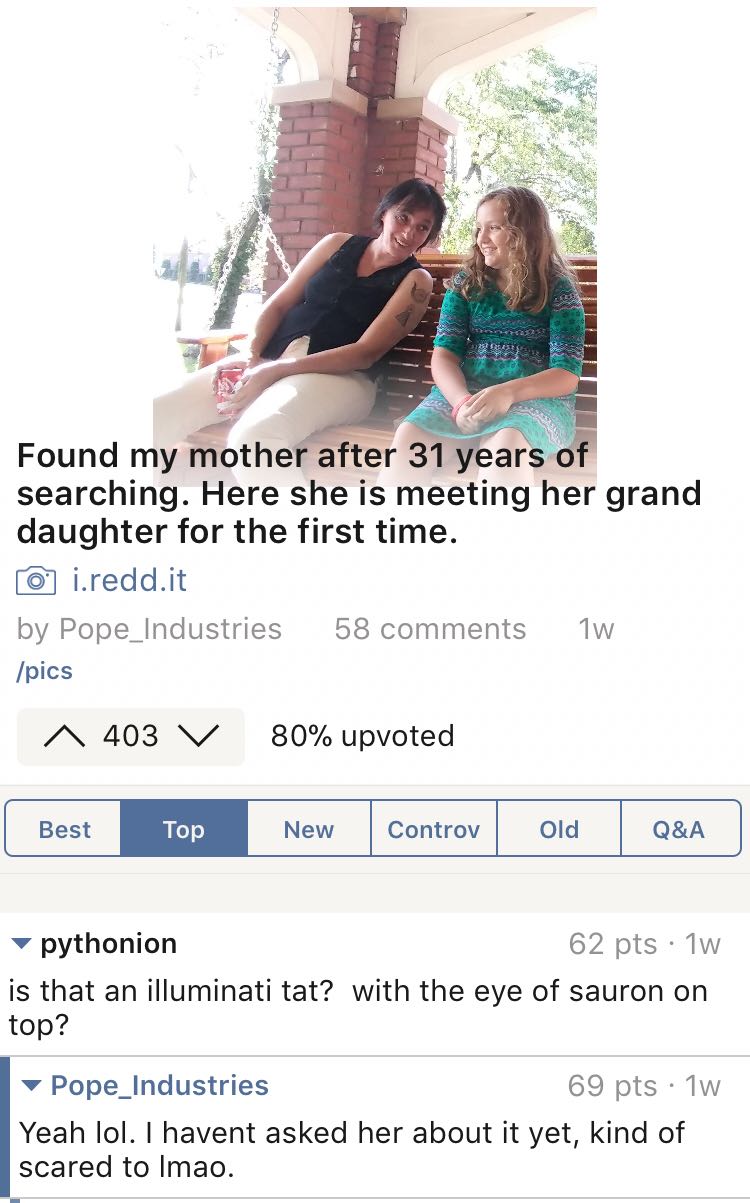 Found my mother after 31 years of
searching. Here she is meeting her grand
daughter for the first time.
i.redd.it
by Pope_Industries 58 comments 1w
/pics
403 80% upvoted
Best Top New Controv Old Q&A
pythonion 62 pts · 1w
is that an illuminati tat?  with the eye of sauron on
top?
Pope_Industries 69 pts · 1w
Yeah lol. I havent asked her about it yet, kind of
scared to lmao.